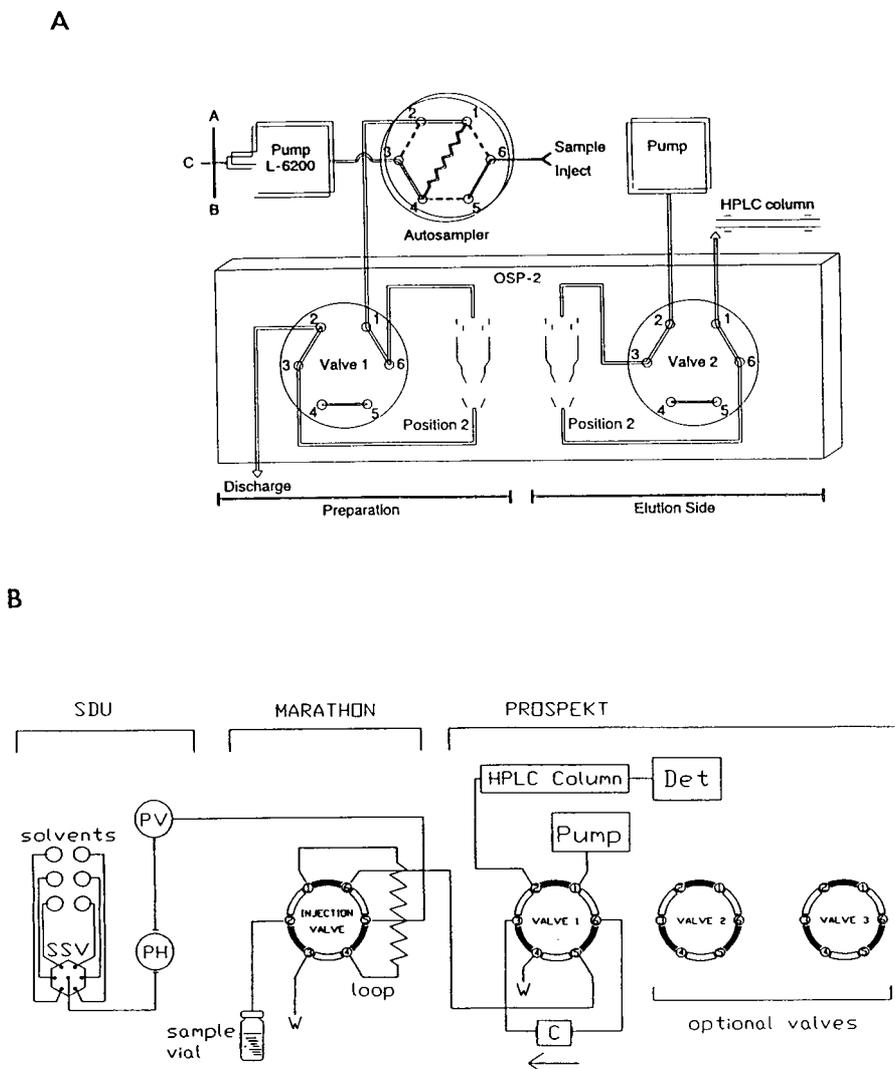 A
A
C
B
Pump
L-6200
2
1
3
6
4
5
Autosampler
Sample
Inject
Pump
HPLC column
OSP-2
2
1
3
Valve 1
6
4
5
Position 2
Position 2
2
1
3
Valve 2
6
4
5
Discharge
Preparation
Elution Side
B
SDU
MARATHON
PROSPEKT
HPLC Column
Det
PV
solvents
Pump
INJECTION
VALVE
VALVE 1
VALVE 2
VALVE 3
SSV
PH
loop
W
W
sample
vial
C
optional valves